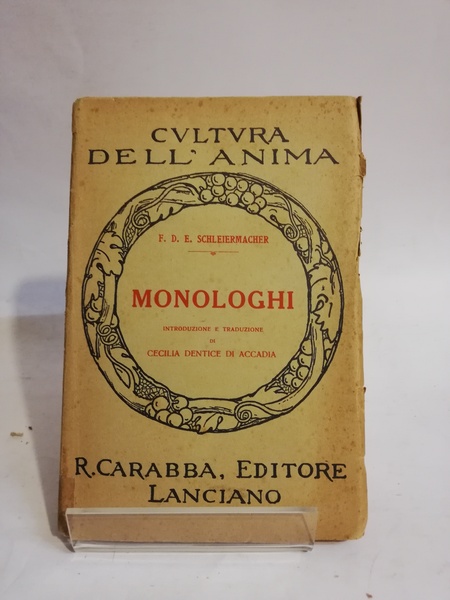 CVLTVRA
DELL' ANIMA
F. D. E. SCHLEIERMACHER
MONOLOGHI
INTRODUZIONE E TRADUZIONE
DI
CECILIA DENTICE DI ACCADIA
R. CARABBA, EDITORE
LANCIANO